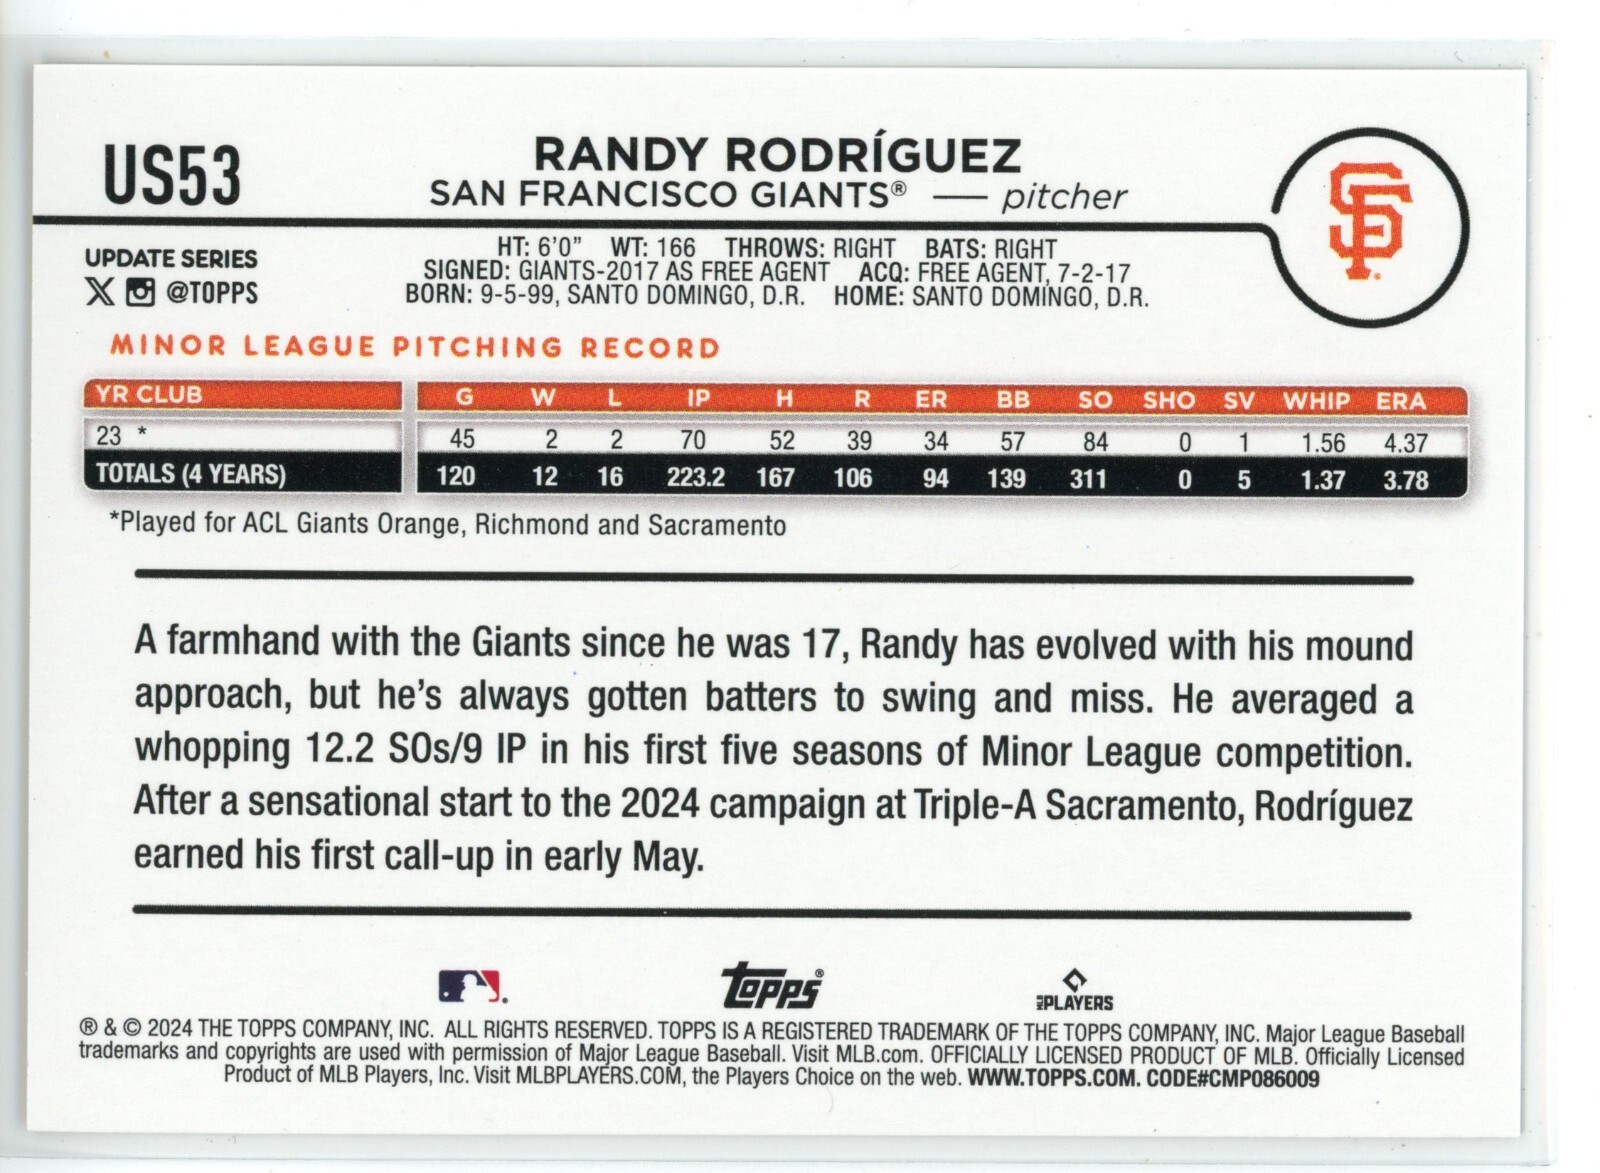 US53
RANDY RODRÍGUEZ
SAN FRANCISCO GIANTS® — pitcher
SF
UPDATE SERIES
@TOPPS
HT: 6'0" WT: 166 THROWS: RIGHT BATS: RIGHT
SIGNED: GIANTS-2017 AS FREE AGENT ACQ: FREE AGENT, 7-2-17
BORN: 9-5-99, SANTO DOMINGO, D.R. HOME: SANTO DOMINGO, D.R.
MINOR LEAGUE PITCHING RECORD
YR CLUB G W L IP H R ER BB SO SHO SV WHIP ERA
23 * 45 2 2 70 52 39 34 57 84 0 1 1.56 4.37
TOTALS (4 YEARS) 120 12 16 223.2 167 106 94 139 311 0 5 1.37 3.78
*Played for ACL Giants Orange, Richmond and Sacramento
A farmhand with the Giants since he was 17, Randy has evolved with his mound
approach, but he's always gotten batters to swing and miss. He averaged a
whopping 12.2 SOs/9 IP in his first five seasons of Minor League competition.
After a sensational start to the 2024 campaign at Triple-A Sacramento, Rodríguez
earned his first call-up in early May.
Topps® MLB PLAYERS
® & © 2024 THE TOPPS COMPANY, INC. ALL RIGHTS RESERVED. TOPPS IS A REGISTERED TRADEMARK OF THE TOPPS COMPANY, INC. Major League Baseball
trademarks and copyrights are used with permission of Major League Baseball. Visit MLB.com. OFFICIALLY LICENSED PRODUCT OF MLB. Officially Licensed
Product of MLB Players, Inc. Visit MLBPLAYERS.COM, the Players Choice on the web. WWW.TOPPS.COM. CODE#CMP086009